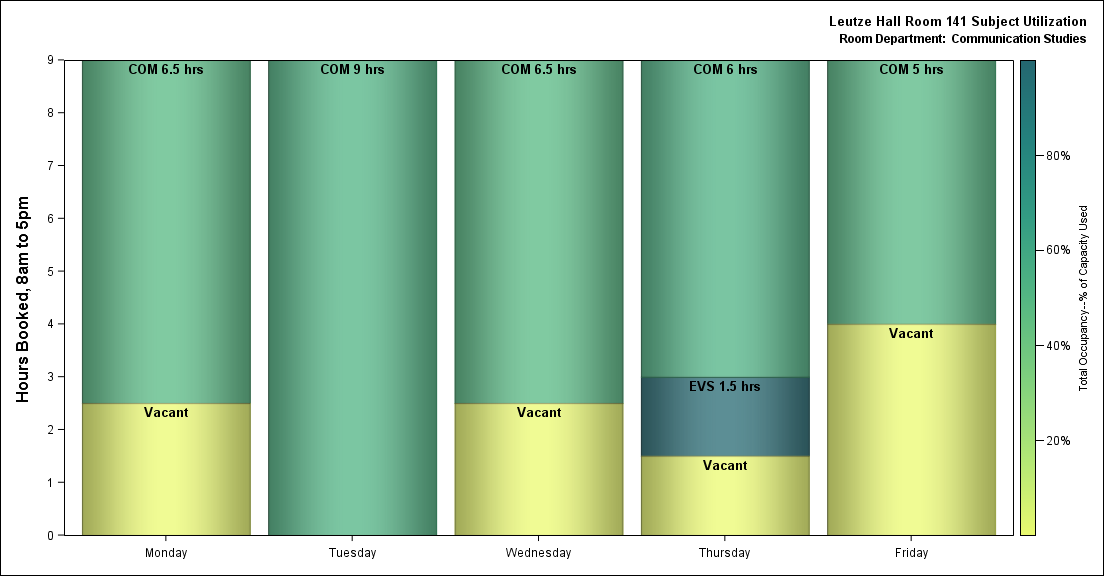 Leutze Hall Room 141 Subject Utilization
Room Department: Communication Studies
Hours Booked, 8am to 5pm
9
8
7
6
5
4
3
2
1
0
COM 6.5 hrs
COM 9 hrs
COM 6.5 hrs
COM 6 hrs
COM 5 hrs
Vacant
EVS 1.5 hrs
Vacant
Vacant
Vacant
Monday
Tuesday
Wednesday
Thursday
Friday
80%
60%
40%
20%
Total Occupancy--% of Capacity Used